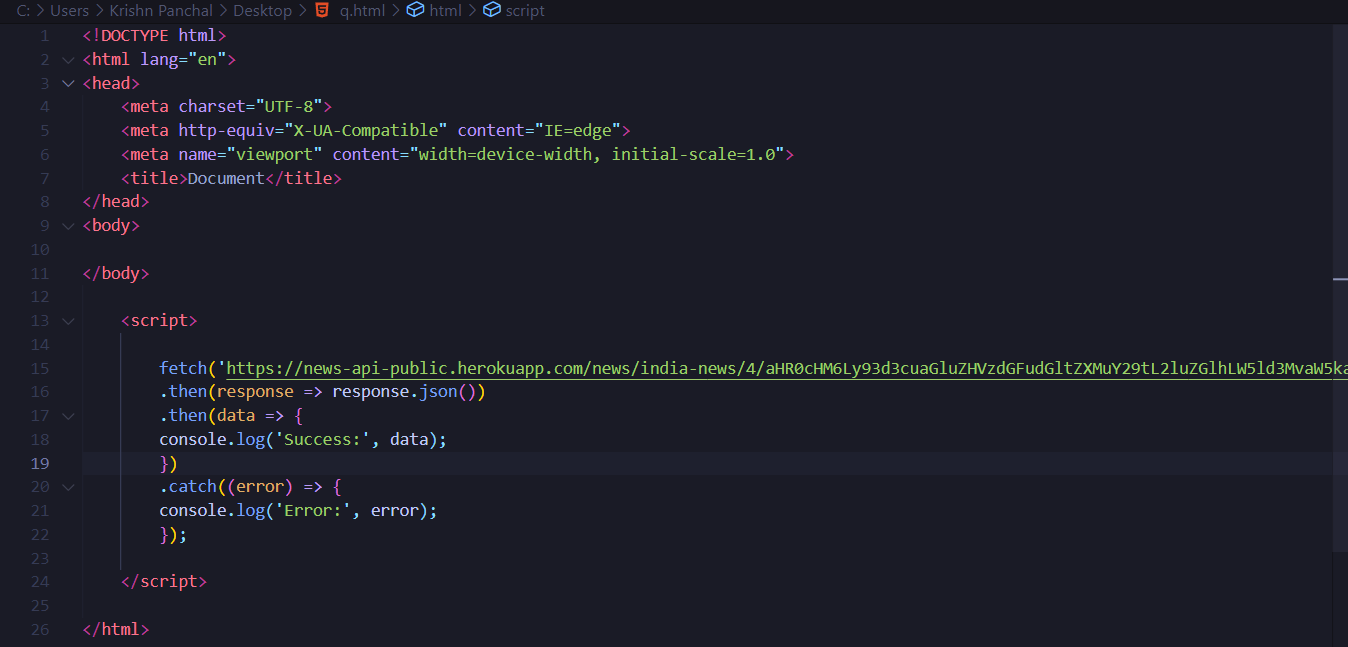 C: > Users > Krishn Panchal > Desktop > q.html > html > script
1 <!DOCTYPE html>
2 <html lang="en">
3 <head>
4 <meta charset="UTF-8">
5 <meta http-equiv="X-UA-Compatible" content="IE=edge">
6 <meta name="viewport" content="width=device-width, initial-scale=1.0">
7 <title>Document</title>
8 </head>
9 <body>
10
11 </body>
12
13 <script>
14
15 fetch('https://news-api-public.herokuapp.com/news/india-news/4/aHR0cHM6Ly93d3cuaGluZHVzdGFudGltZXMuY29tL2luZGlhLW5ld3MvaW5ka
16 .then(response => response.json())
17 .then(data => {
18 console.log('Success:', data);
19 })
20 .catch((error) => {
21 console.log('Error:', error);
22 });
23
24 </script>
25
26 </html>